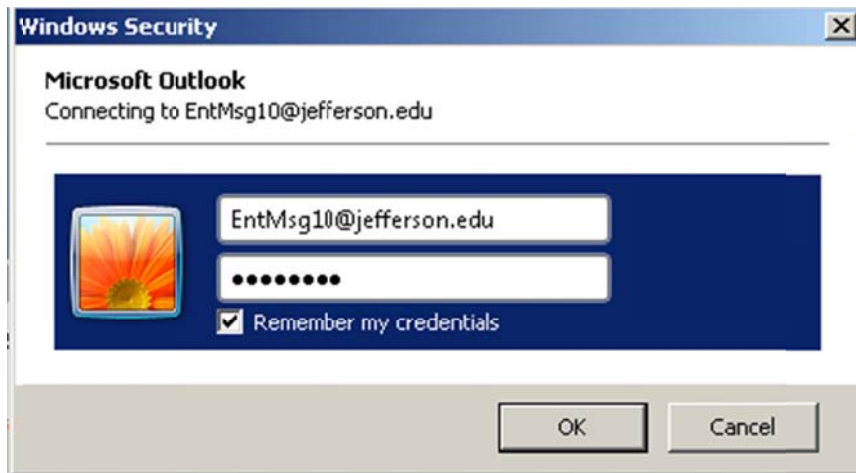 Windows Security
Microsoft Outlook
Connecting to EntMsg10@jefferson.edu
EntMsg10@jefferson.edu
●●●●●●●●
Remember my credentials
OK Cancel